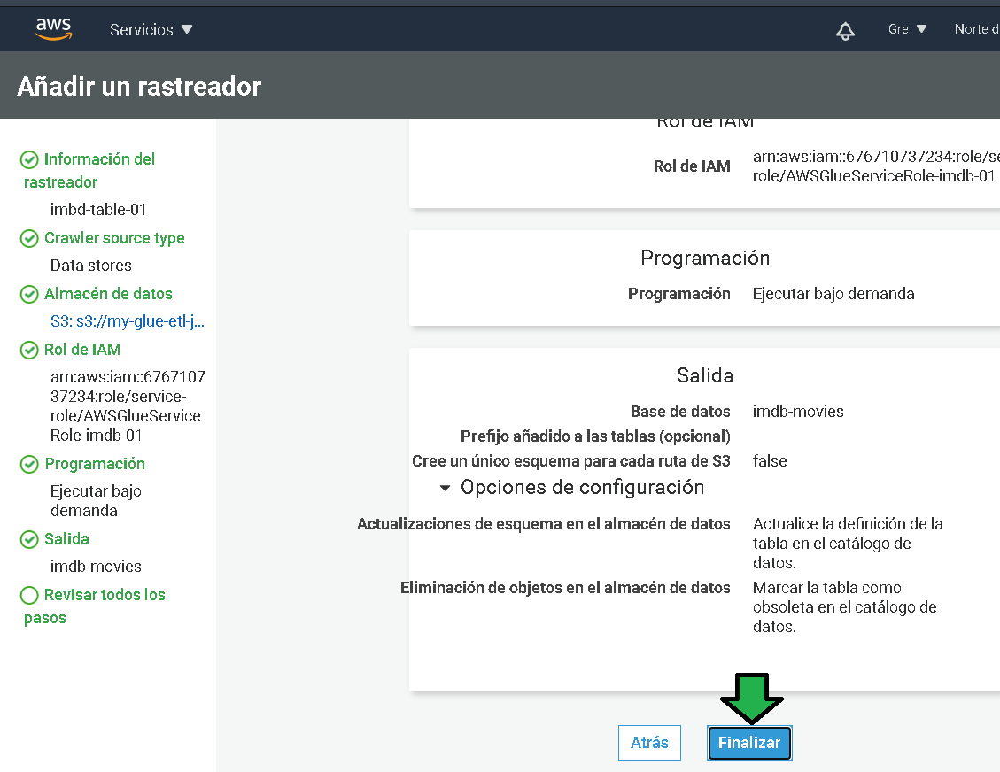 aws Servicios Gre Norte d
Añadir un rastreador
Información del
rastreador
imbd-table-01
Crawler source type
Data stores
Almacén de datos
S3: s3://my-glue-etl-j...
Rol de IAM
arn:aws:iam::6767107
37234:role/service-
role/AWSGlueService
Role-imdb-01
Programación
Ejecutar bajo
demanda
Salida
imdb-movies
Revisar todos los
pasos
Rol de IAM
Rol de IAM arn:aws:iam::676710737234:role/se
role/AWSGlueServiceRole-imdb-01
Programación
Programación Ejecutar bajo demanda
Salida
Base de datos imdb-movies
Prefijo añadido a las tablas (opcional)
Cree un único esquema para cada ruta de S3 false
Opciones de configuración
Actualizaciones de esquema en el almacén de datos Actualice la definición de la
tabla en el catálogo de
datos.
Eliminación de objetos en el almacén de datos Marcar la tabla como
obsoleta en el catálogo de
datos.
Atrás Finalizar